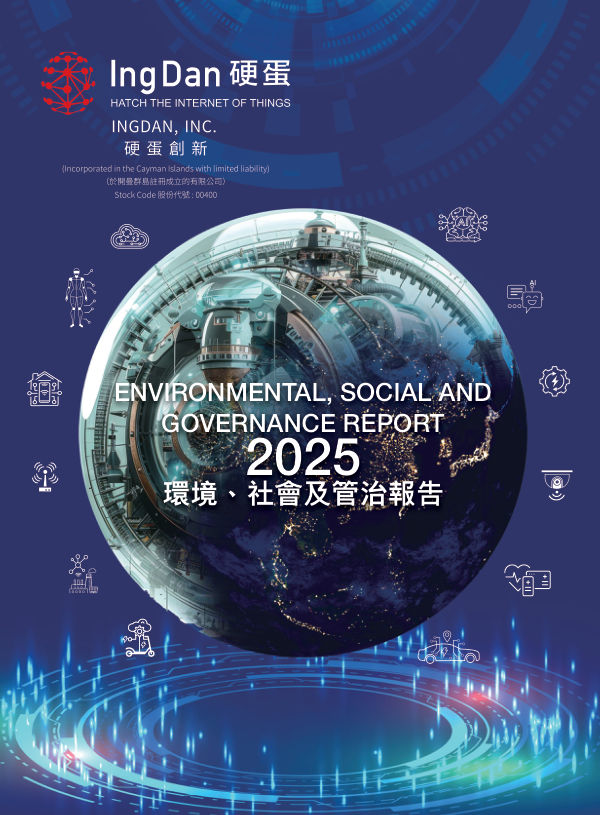 IngDan 硬蛋
HATCH THE INTERNET OF THINGS
INGDAN, INC.
硬蛋創新
(Incorporated in the Cayman Islands with limited liability)
(於開曼群島註冊成立的有限公司)
Stock Code 股份代號 : 00400
AI
ENVIRONMENTAL, SOCIAL AND
GOVERNANCE REPORT
2025
環境、社會及管治報告